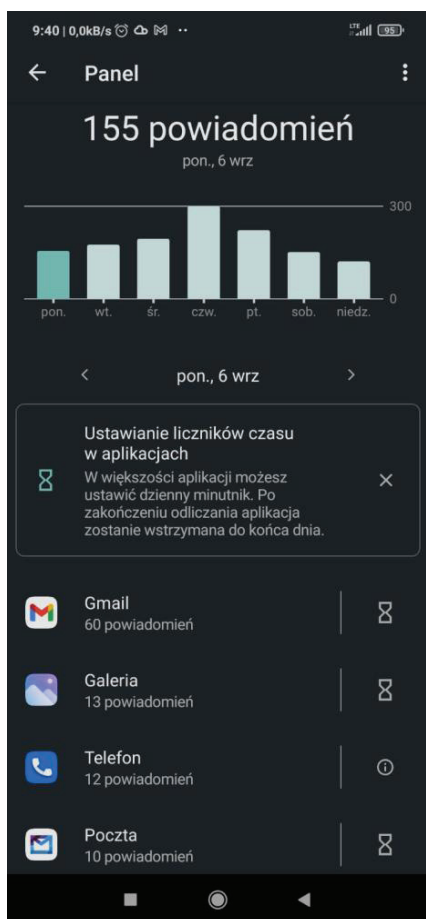 9:40 | 0,0kB/s
LTE
95
Panel
155 powiadomień
pon., 6 wrz
300
0
pon. wt. śr. czw. pt. sob. niedz.
pon., 6 wrz
Ustawianie liczników czasu
w aplikacjach
W większości aplikacji możesz
ustawić dzienny minutnik. Po
zakończeniu odliczania aplikacja
zostanie wstrzymana do końca dnia.
Gmail
60 powiadomień
Galeria
13 powiadomień
Telefon
12 powiadomień
Poczta
10 powiadomień